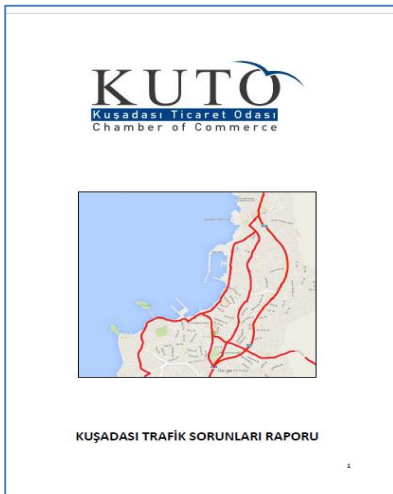 KUTO
Kuşadası Ticaret Odası
Chamber of Commerce
KUŞADASI TRAFİK SORUNLARI RAPORU
1